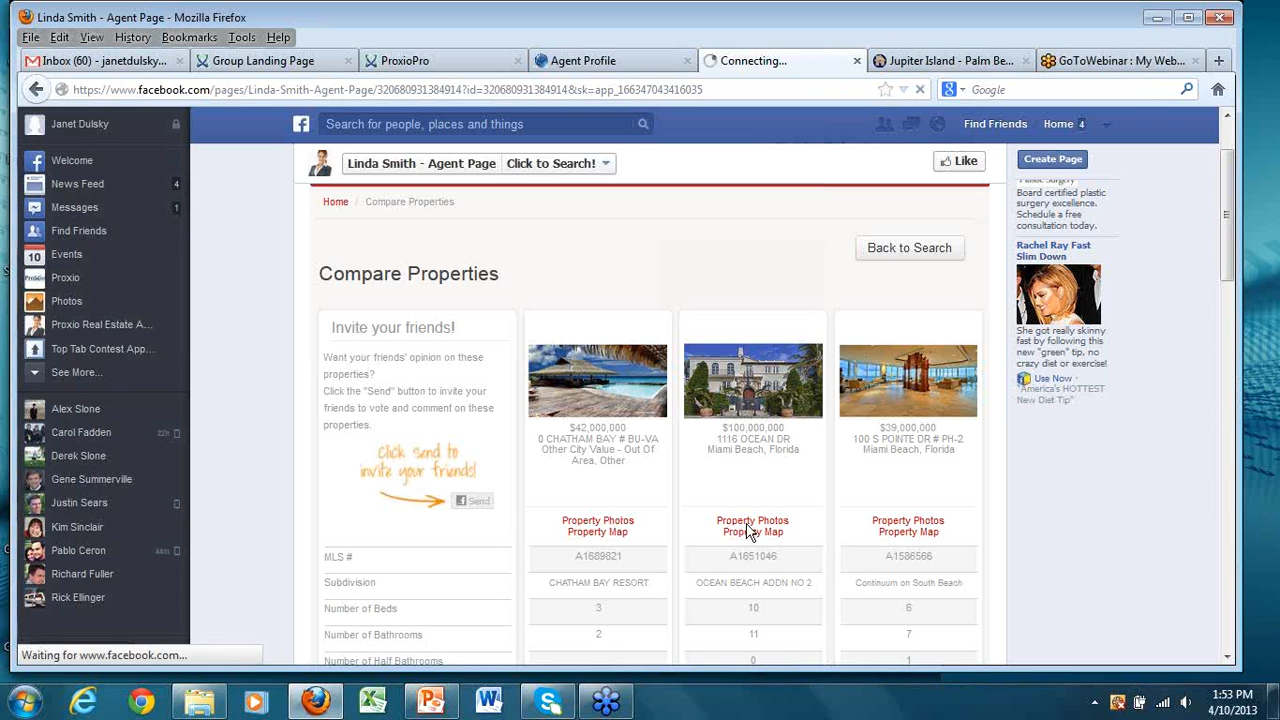 Linda Smith - Agent Page - Mozilla Firefox
File Edit View History Bookmarks Tools Help
Inbox (60) - janetdulsky... Group Landing Page ProxioPro Agent Profile Connecting... Jupiter Island - Palm Be... GoToWebinar : My Web...
https://www.facebook.com/pages/Linda-Smith-Agent-Page/320680931384914?id=320680931384914&sk=app_166347043416035
Google
Janet Dulsky
Search for people, places and things
Find Friends Home 4
Welcome
News Feed 4
Messages 1
Find Friends
10 Events
Proxio Proxio
Photos
Proxio Real Estate A...
Top Tab Contest App...
See More...
Alex Slone
Carol Fadden 22h
Derek Slone
Gene Summerville
Justin Sears
Kim Sinclair
Pablo Ceron 44m
Richard Fuller
Rick Ellinger
Waiting for www.facebook.com...
Linda Smith - Agent Page Click to Search!
Like
Home / Compare Properties
Back to Search
Compare Properties
Invite your friends!
Want your friends' opinion on these
properties?
Click the "Send" button to invite your
friends to vote and comment on these
properties.
Click send to
invite your friends!
Send
$42,000,000
0 CHATHAM BAY # BU-VA
Other City Value - Out Of
Area, Other
$100,000,000
1116 OCEAN DR
Miami Beach, Florida
$39,000,000
100 S POINTE DR # PH-2
Miami Beach, Florida
Property Photos
Property Map
Property Photos
Property Map
Property Photos
Property Map
MLS # A1689821 A1651046 A1586566
Subdivision CHATHAM BAY RESORT OCEAN BEACH ADDN NO 2 Continuum on South Beach
Number of Beds 3 10 6
Number of Bathrooms 2 11 7
Number of Half Bathrooms 0 1
Create Page
Plastic Surgery
Board certified plastic
surgery excellence.
Schedule a free
consultation today.
Rachel Ray Fast
Slim Down
She got really skinny
fast by following this
new "green" tip, no
crazy diet or exercise!
Use Now ·
"America's HOTTEST
New Diet Tip"
1:53 PM
4/10/2013